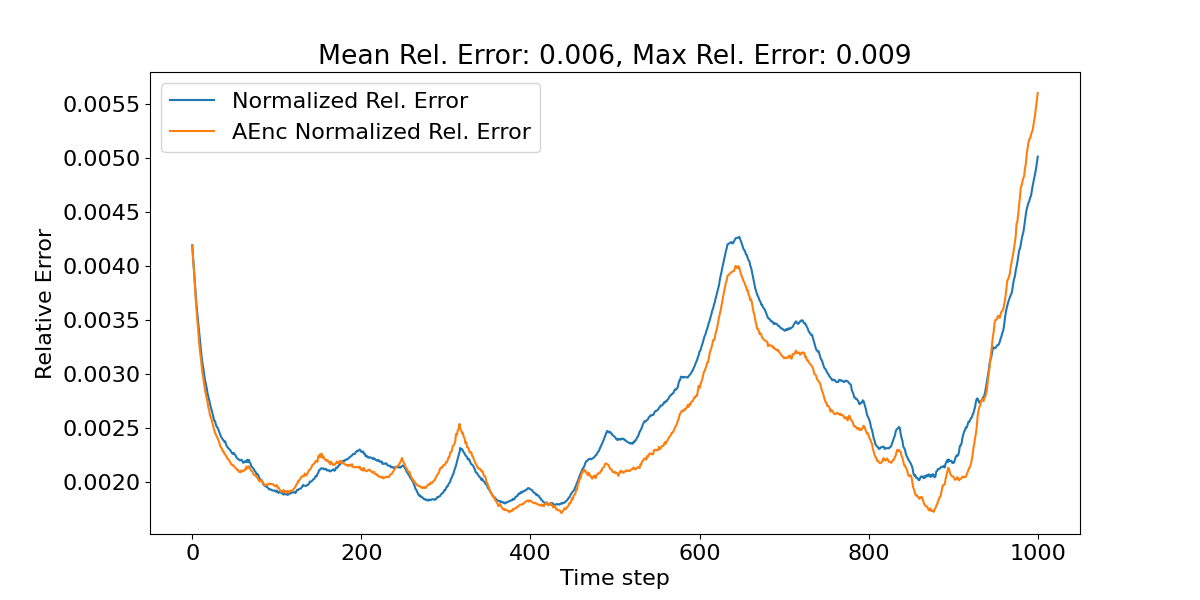 Mean Rel. Error: 0.006, Max Rel. Error: 0.009
Normalized Rel. Error
AEnc Normalized Rel. Error
0.0055
0.0050
0.0045
0.0040
0.0035
0.0030
0.0025
0.0020
Relative Error
0 200 400 600 800 1000
Time step